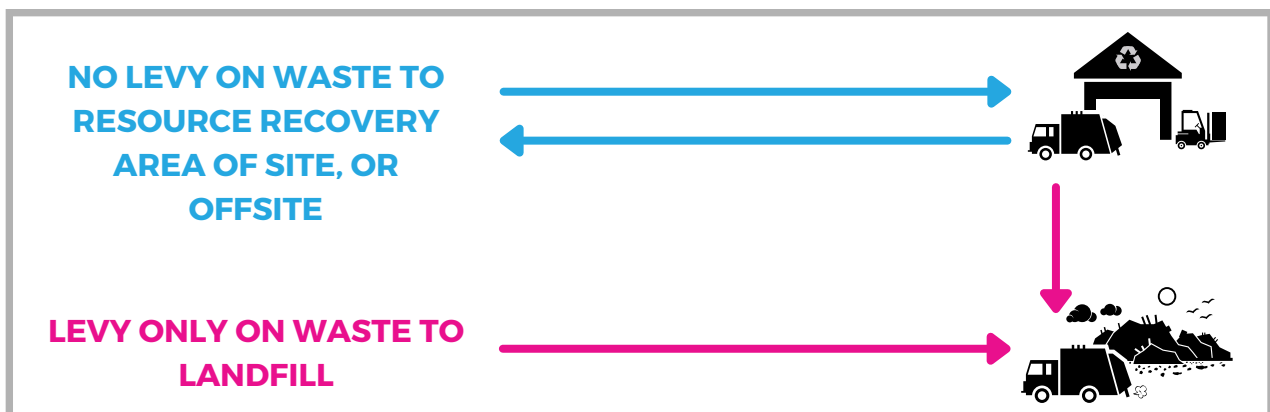 NO LEVY ON WASTE TO
RESOURCE RECOVERY
AREA OF SITE, OR
OFFSITE
LEVY ONLY ON WASTE TO
LANDFILL